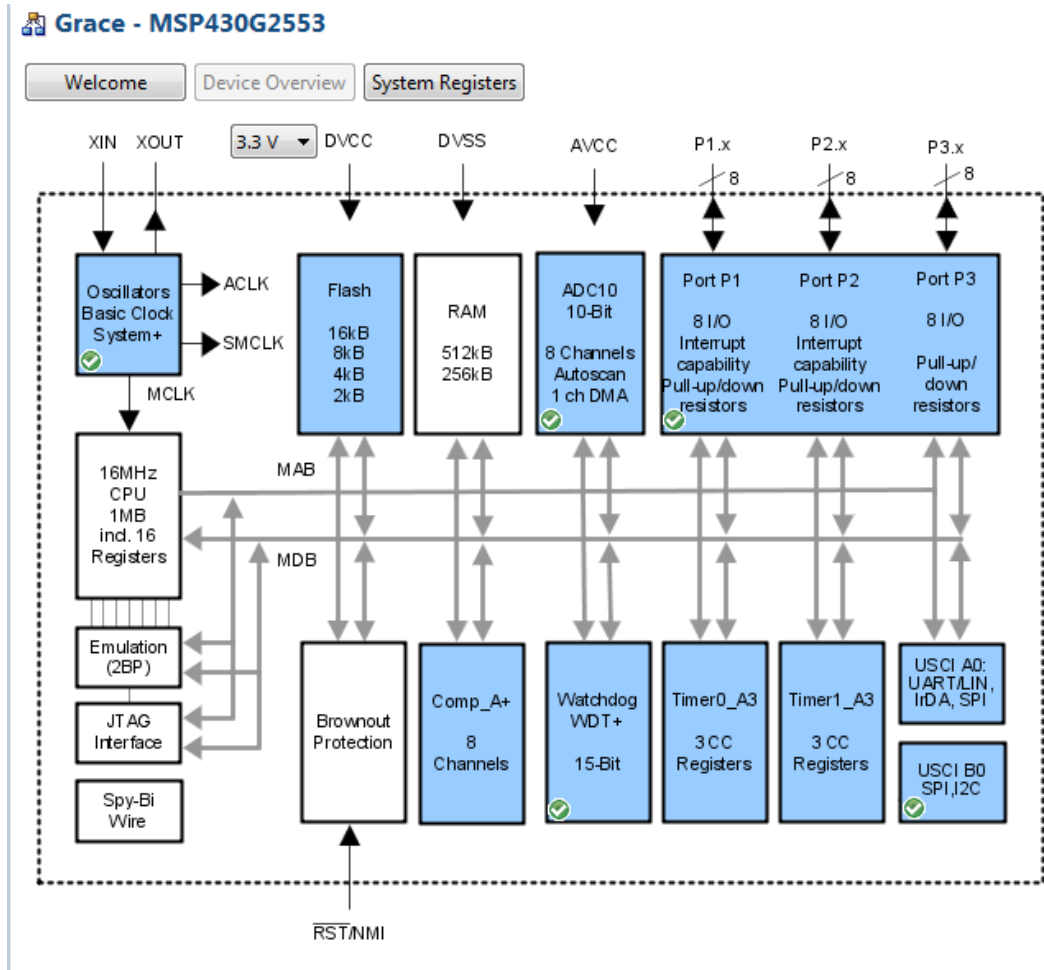 Grace - MSP430G2553
Welcome
Device Overview
System Registers
XIN
XOUT
3.3 V
DVCC
DVSS
AVCC
P1.x
P2.x
P3.x
8
8
8
Oscillators
Basic Clock
System+
ACLK
SMCLK
MCLK
Flash
16kB
8kB
4kB
2kB
RAM
512kB
256kB
ADC10
10-Bit
8 Channels
Autoscan
1 ch DMA
Port P1
8 I/O
Interrupt
capability
Pull-up/down
resistors
Port P2
8 I/O
Interrupt
capability
Pull-up/down
resistors
Port P3
8 I/O
Pull-up/
down
resistors
16MHz
CPU
1MB
incl. 16
Registers
MAB
MDB
Emulation
(2BP)
JTAG
Interface
Spy-Bi
Wire
Brownout
Protection
Comp_A+
8
Channels
Watchdog
WDT+
15-Bit
Timer0_A3
3 CC
Registers
Timer1_A3
3 CC
Registers
USCI A0:
UART/LIN,
IrDA, SPI
USCI B0
SPI,I2C
RST/NMI